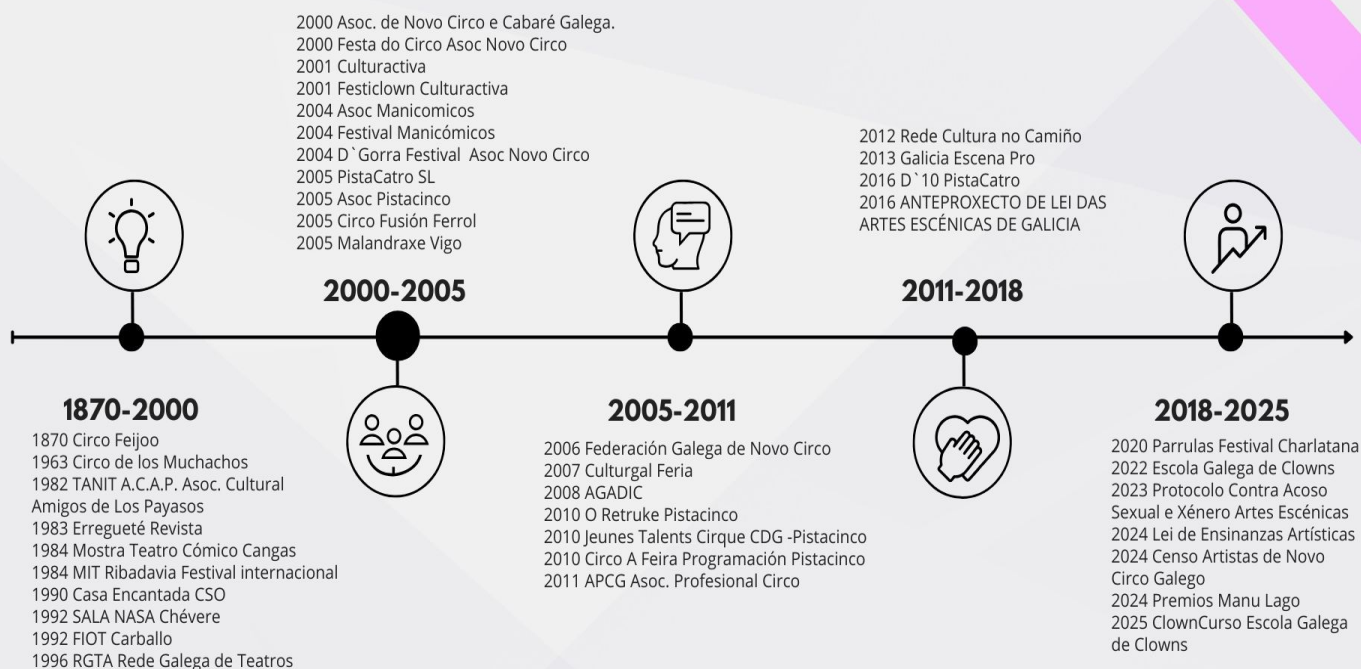 2000 Asoc. de Novo Circo e Cabaré Galega.
2000 Festa do Circo Asoc Novo Circo
2001 Culturactiva
2001 Festiclown Culturactiva
2004 Asoc Manicomicos
2004 Festival Manicómicos
2004 D`Gorra Festival  Asoc Novo Circo
2005 PistaCatro SL
2005 Asoc Pistacinco
2005 Circo Fusión Ferrol
2005 Malandraxe Vigo
2000-2005
2012 Rede Cultura no Camiño
2013 Galicia Escena Pro
2016 D`10 PistaCatro
2016 ANTEPROXECTO DE LEI DAS
ARTES ESCÉNICAS DE GALICIA
2011-2018
1870-2000
1870 Circo Feijoo
1963 Circo de los Muchachos
1982 TANIT A.C.A.P. Asoc. Cultural
Amigos de Los Payasos
1983 Erregueté Revista
1984 Mostra Teatro Cómico Cangas
1984 MIT Ribadavia Festival internacional
1990 Casa Encantada CSO
1992 SALA NASA Chévere
1992 FIOT Carballo
1996 RGTA Rede Galega de Teatros
2005-2011
2006 Federación Galega de Novo Circo
2007 Culturgal Feria
2008 AGADIC
2010 O Retruke Pistacinco
2010 Jeunes Talents Cirque CDG -Pistacinco
2010 Circo A Feira Programación Pistacinco
2011 APCG Asoc. Profesional Circo
2018-2025
2020 Parrulas Festival Charlatana
2022 Escola Galega de Clowns
2023 Protocolo Contra Acoso
Sexual e Xénero Artes Escénicas
2024 Lei de Ensinanzas Artísticas
2024 Censo Artistas de Novo
Circo Galego
2024 Premios Manu Lago
2025 ClownCurso Escola Galega
de Clowns